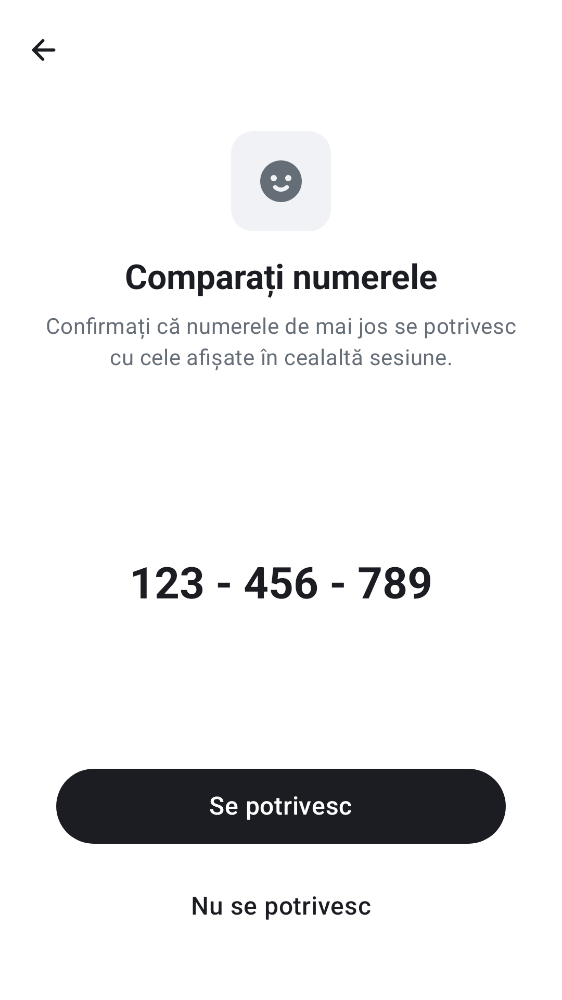 Comparați numerele
Confirmați că numerele de mai jos se potrivesc
cu cele afișate în cealaltă sesiune.
123 - 456 - 789
Se potrivesc
Nu se potrivesc